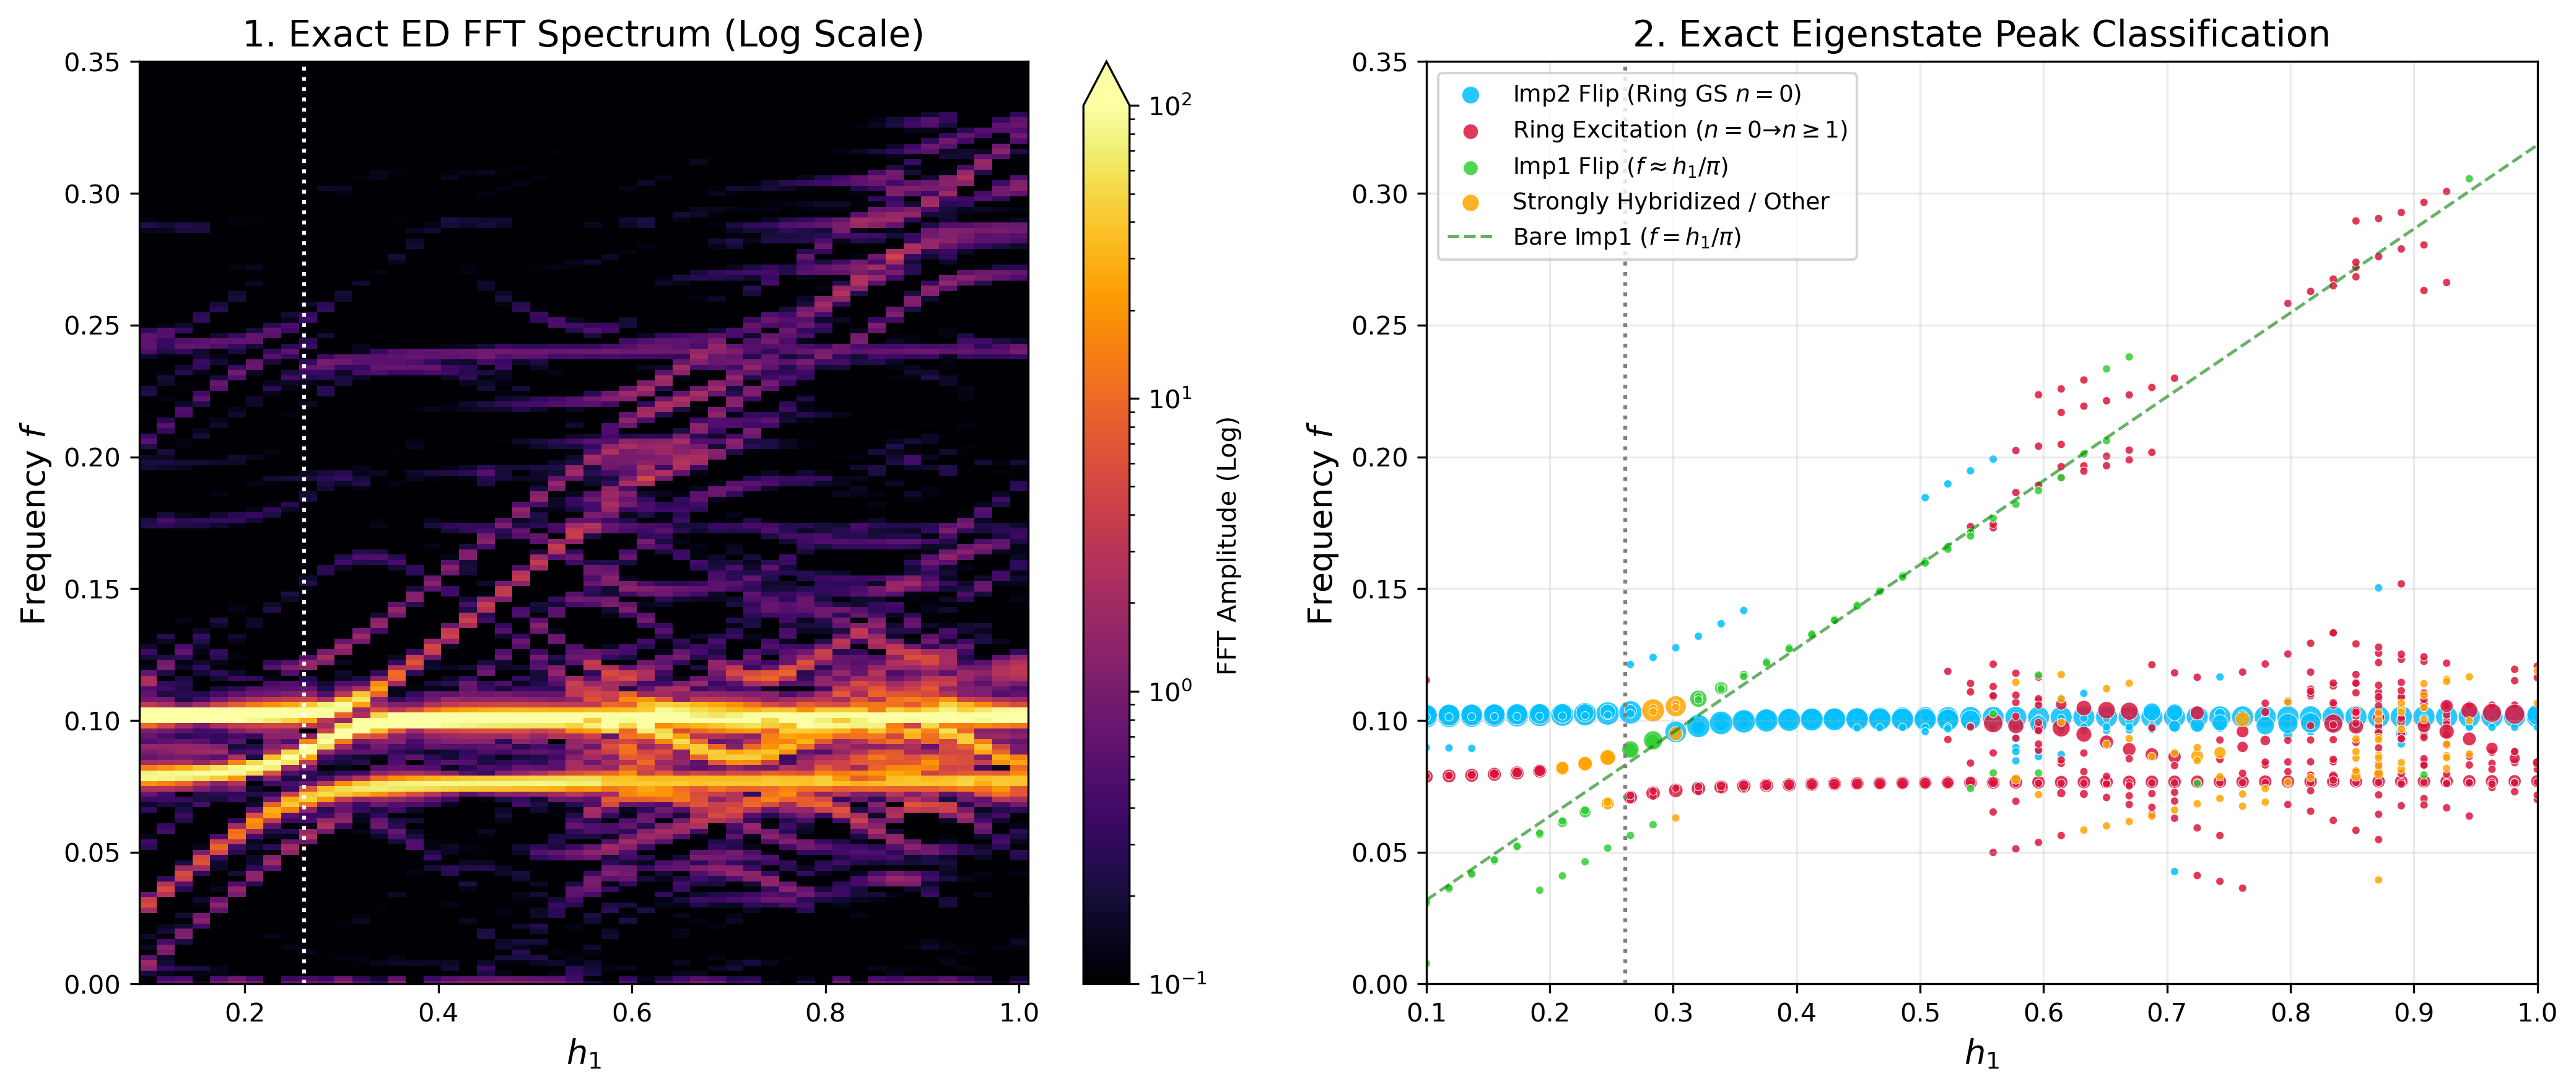 1. Exact ED FFT Spectrum (Log Scale)
Frequency f
0.35
0.30
0.25
0.20
0.15
0.10
0.05
0.00
0.2 0.4 0.6 0.8 1.0
h₁
10²
10¹
10⁰
10⁻¹
FFT Amplitude (Log)
2. Exact Eigenstate Peak Classification
Frequency f
0.35
0.30
0.25
0.20
0.15
0.10
0.05
0.00
Imp2 Flip (Ring GS n = 0)
Ring Excitation (n = 0→n ≥ 1)
Imp1 Flip (f ≈ h₁/π)
Strongly Hybridized / Other
Bare Imp1 (f = h₁/π)
0.1 0.2 0.3 0.4 0.5 0.6 0.7 0.8 0.9 1.0
h₁